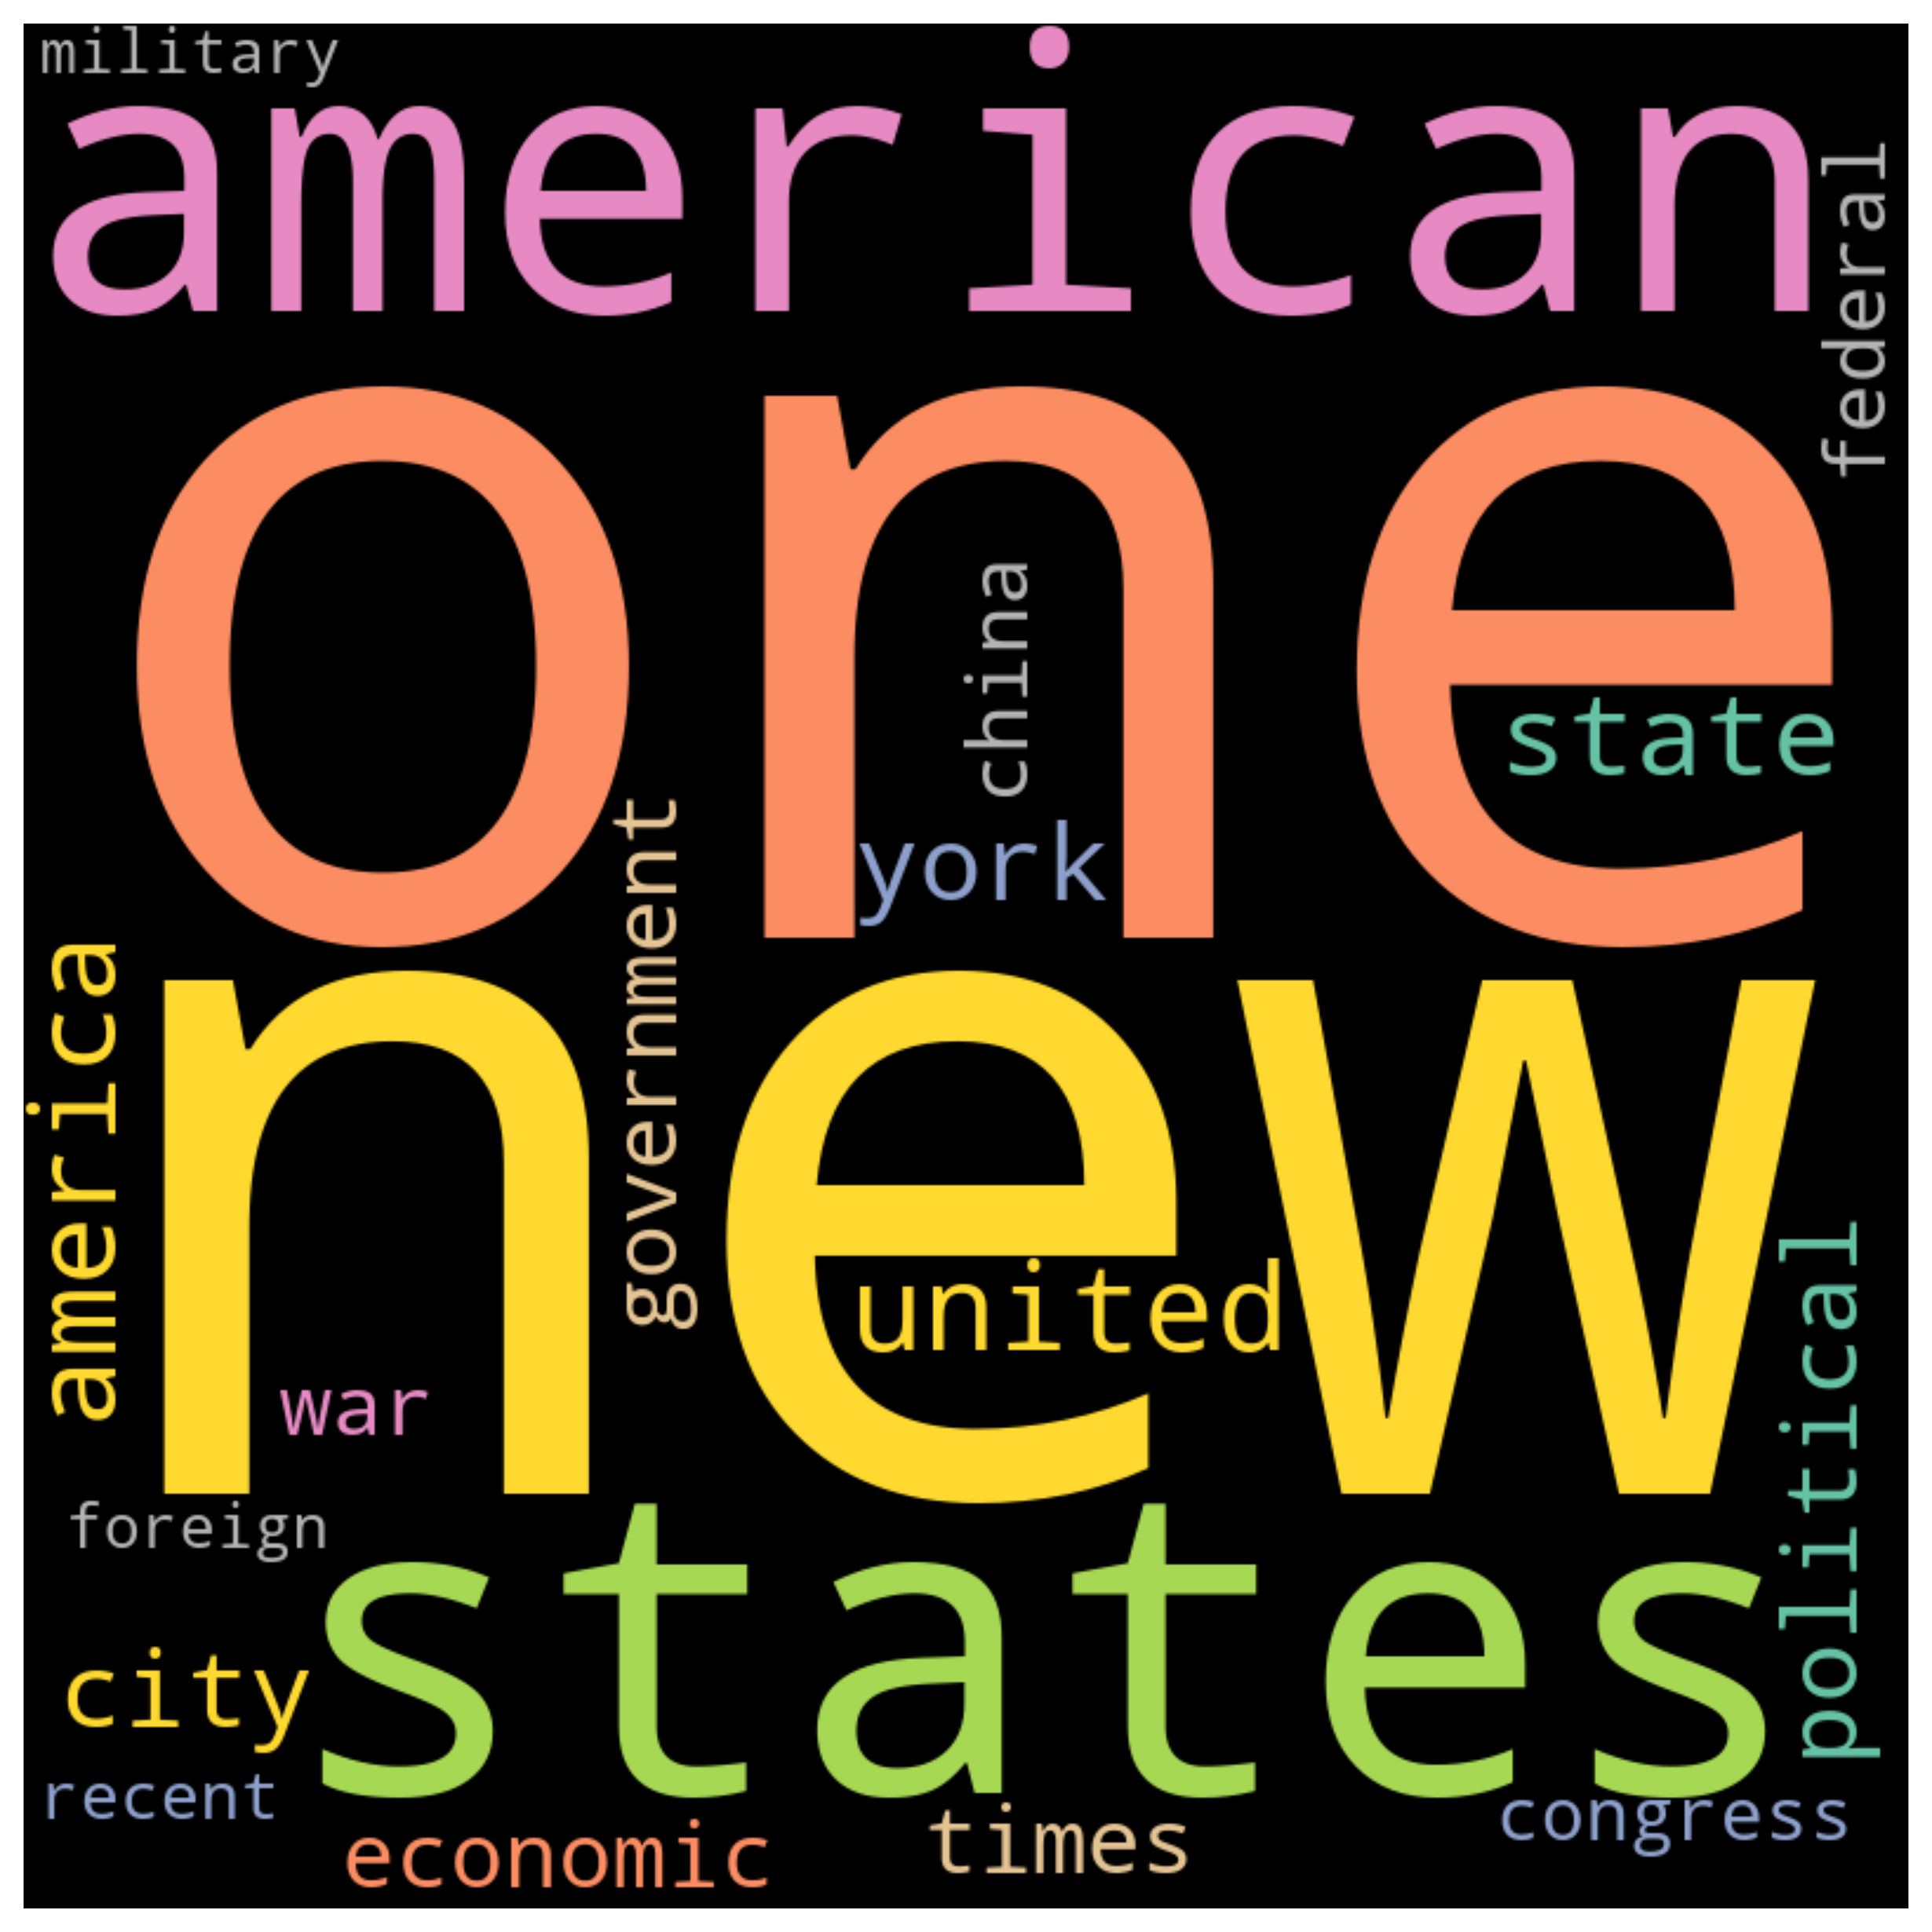 military
american
federal
one
china
state
york
government
america
new
united
war
political
foreign
states
city
recent
economic
times
congress